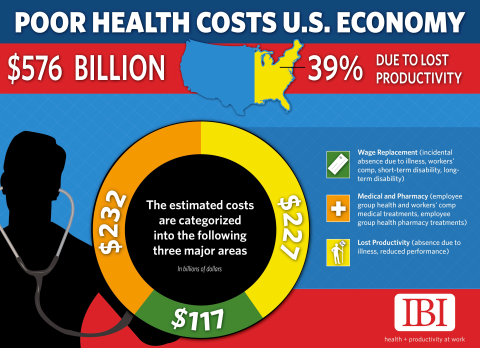 POOR HEALTH COSTS U.S. ECONOMY
$576 BILLION
39%
DUE TO LOST
PRODUCTIVITY
$232
$227
$117
The estimated costs
are categorized
into the following
three major areas
In billions of dollars
Wage Replacement (incidental
absence due to illness, workers'
comp, short-term disability, long-
term disability)
Medical and Pharmacy (employee
group health and workers' comp
medical treatments, employee
group health pharmacy treatments)
Lost Productivity (absence due to
illness, reduced performance)
IBI
health + productivity at work